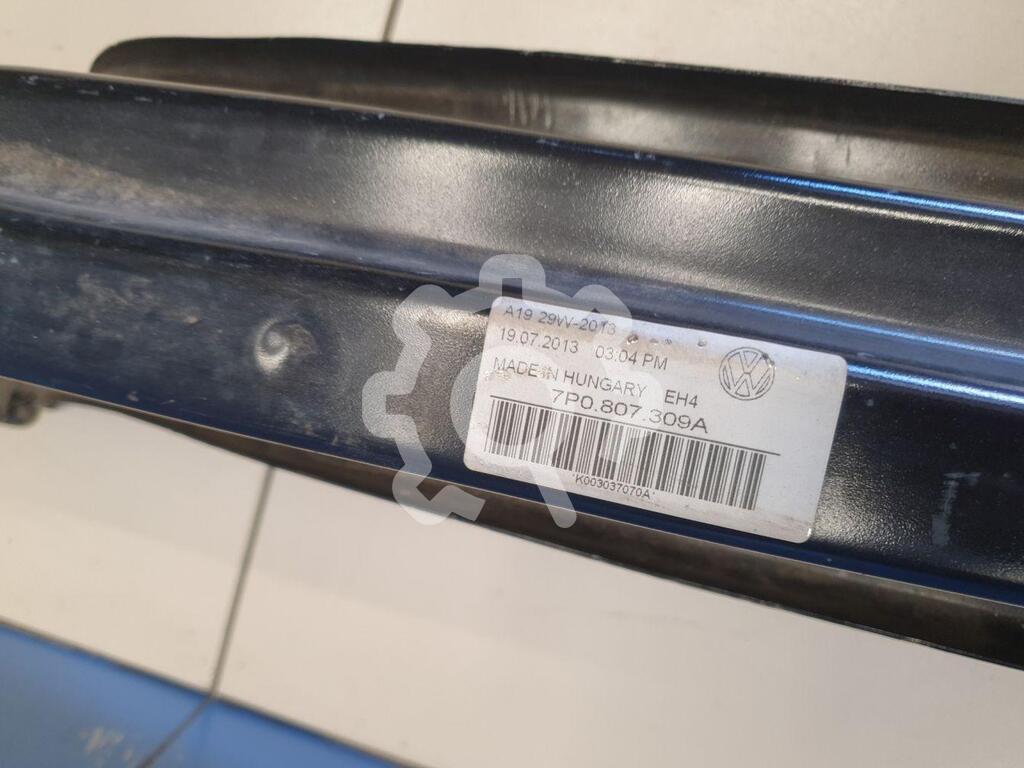 A19 29W-2013
19.07.2013 03:04 PM
MADE IN HUNGARY EH4
7P0.807.309A
*K003037070A*